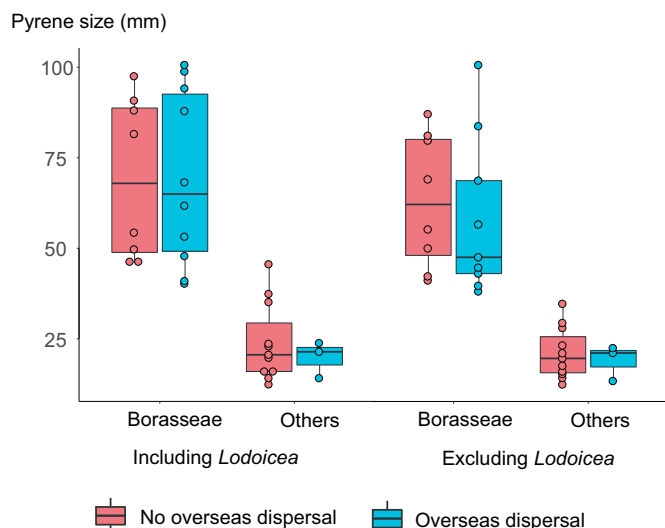 Pyrene size (mm)
100
75
50
25
Borasseae Others Borasseae Others
Including Lodoicea Excluding Lodoicea
No overseas dispersal Overseas dispersal